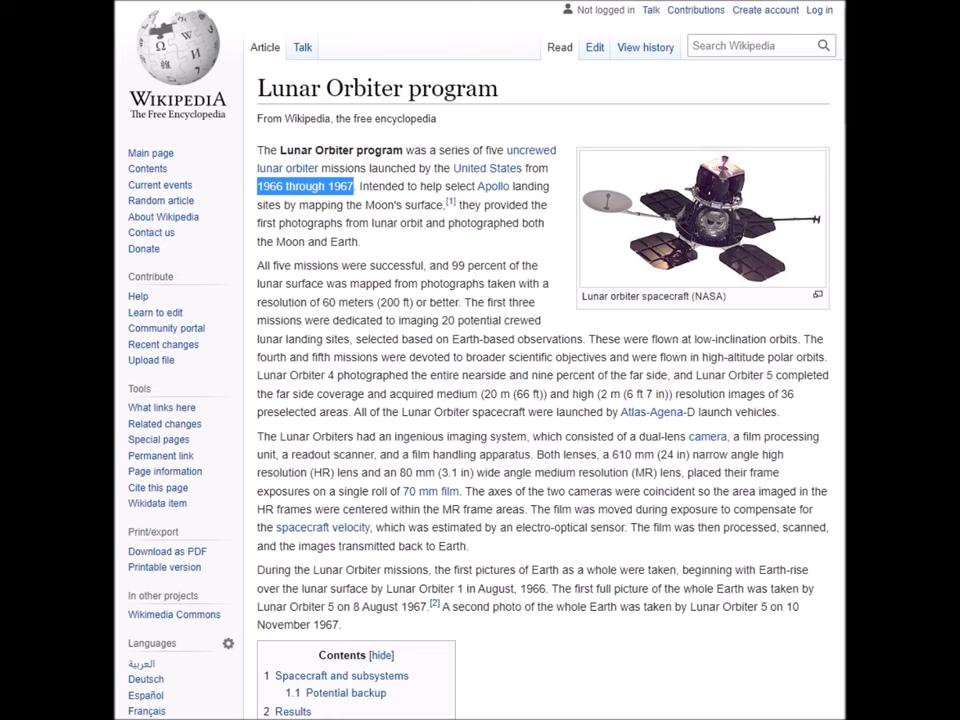 Not logged in Talk Contributions Create account Log in
Article Talk Read Edit View history Search Wikipedia
WIKIPEDIA
The Free Encyclopedia
Main page
Contents
Current events
Random article
About Wikipedia
Contact us
Donate
Contribute
Help
Learn to edit
Community portal
Recent changes
Upload file
Tools
What links here
Related changes
Special pages
Permanent link
Page information
Cite this page
Wikidata item
Print/export
Download as PDF
Printable version
In other projects
Wikimedia Commons
Languages
العربية
Deutsch
Español
Français
Lunar Orbiter program
From Wikipedia, the free encyclopedia
The Lunar Orbiter program was a series of five uncrewed
lunar orbiter missions launched by the United States from
1966 through 1967. Intended to help select Apollo landing
sites by mapping the Moon's surface,[1] they provided the
first photographs from lunar orbit and photographed both
the Moon and Earth.
Lunar orbiter spacecraft (NASA)
All five missions were successful, and 99 percent of the
lunar surface was mapped from photographs taken with a
resolution of 60 meters (200 ft) or better. The first three
missions were dedicated to imaging 20 potential crewed
lunar landing sites, selected based on Earth-based observations. These were flown at low-inclination orbits. The
fourth and fifth missions were devoted to broader scientific objectives and were flown in high-altitude polar orbits.
Lunar Orbiter 4 photographed the entire nearside and nine percent of the far side, and Lunar Orbiter 5 completed
the far side coverage and acquired medium (20 m (66 ft)) and high (2 m (6 ft 7 in)) resolution images of 36
preselected areas. All of the Lunar Orbiter spacecraft were launched by Atlas-Agena-D launch vehicles.
The Lunar Orbiters had an ingenious imaging system, which consisted of a dual-lens camera, a film processing
unit, a readout scanner, and a film handling apparatus. Both lenses, a 610 mm (24 in) narrow angle high
resolution (HR) lens and an 80 mm (3.1 in) wide angle medium resolution (MR) lens, placed their frame
exposures on a single roll of 70 mm film. The axes of the two cameras were coincident so the area imaged in the
HR frames were centered within the MR frame areas. The film was moved during exposure to compensate for
the spacecraft velocity, which was estimated by an electro-optical sensor. The film was then processed, scanned,
and the images transmitted back to Earth.
During the Lunar Orbiter missions, the first pictures of Earth as a whole were taken, beginning with Earth-rise
over the lunar surface by Lunar Orbiter 1 in August, 1966. The first full picture of the whole Earth was taken by
Lunar Orbiter 5 on 8 August 1967.[2] A second photo of the whole Earth was taken by Lunar Orbiter 5 on 10
November 1967.
Contents [hide]
1 Spacecraft and subsystems
1.1 Potential backup
2 Results